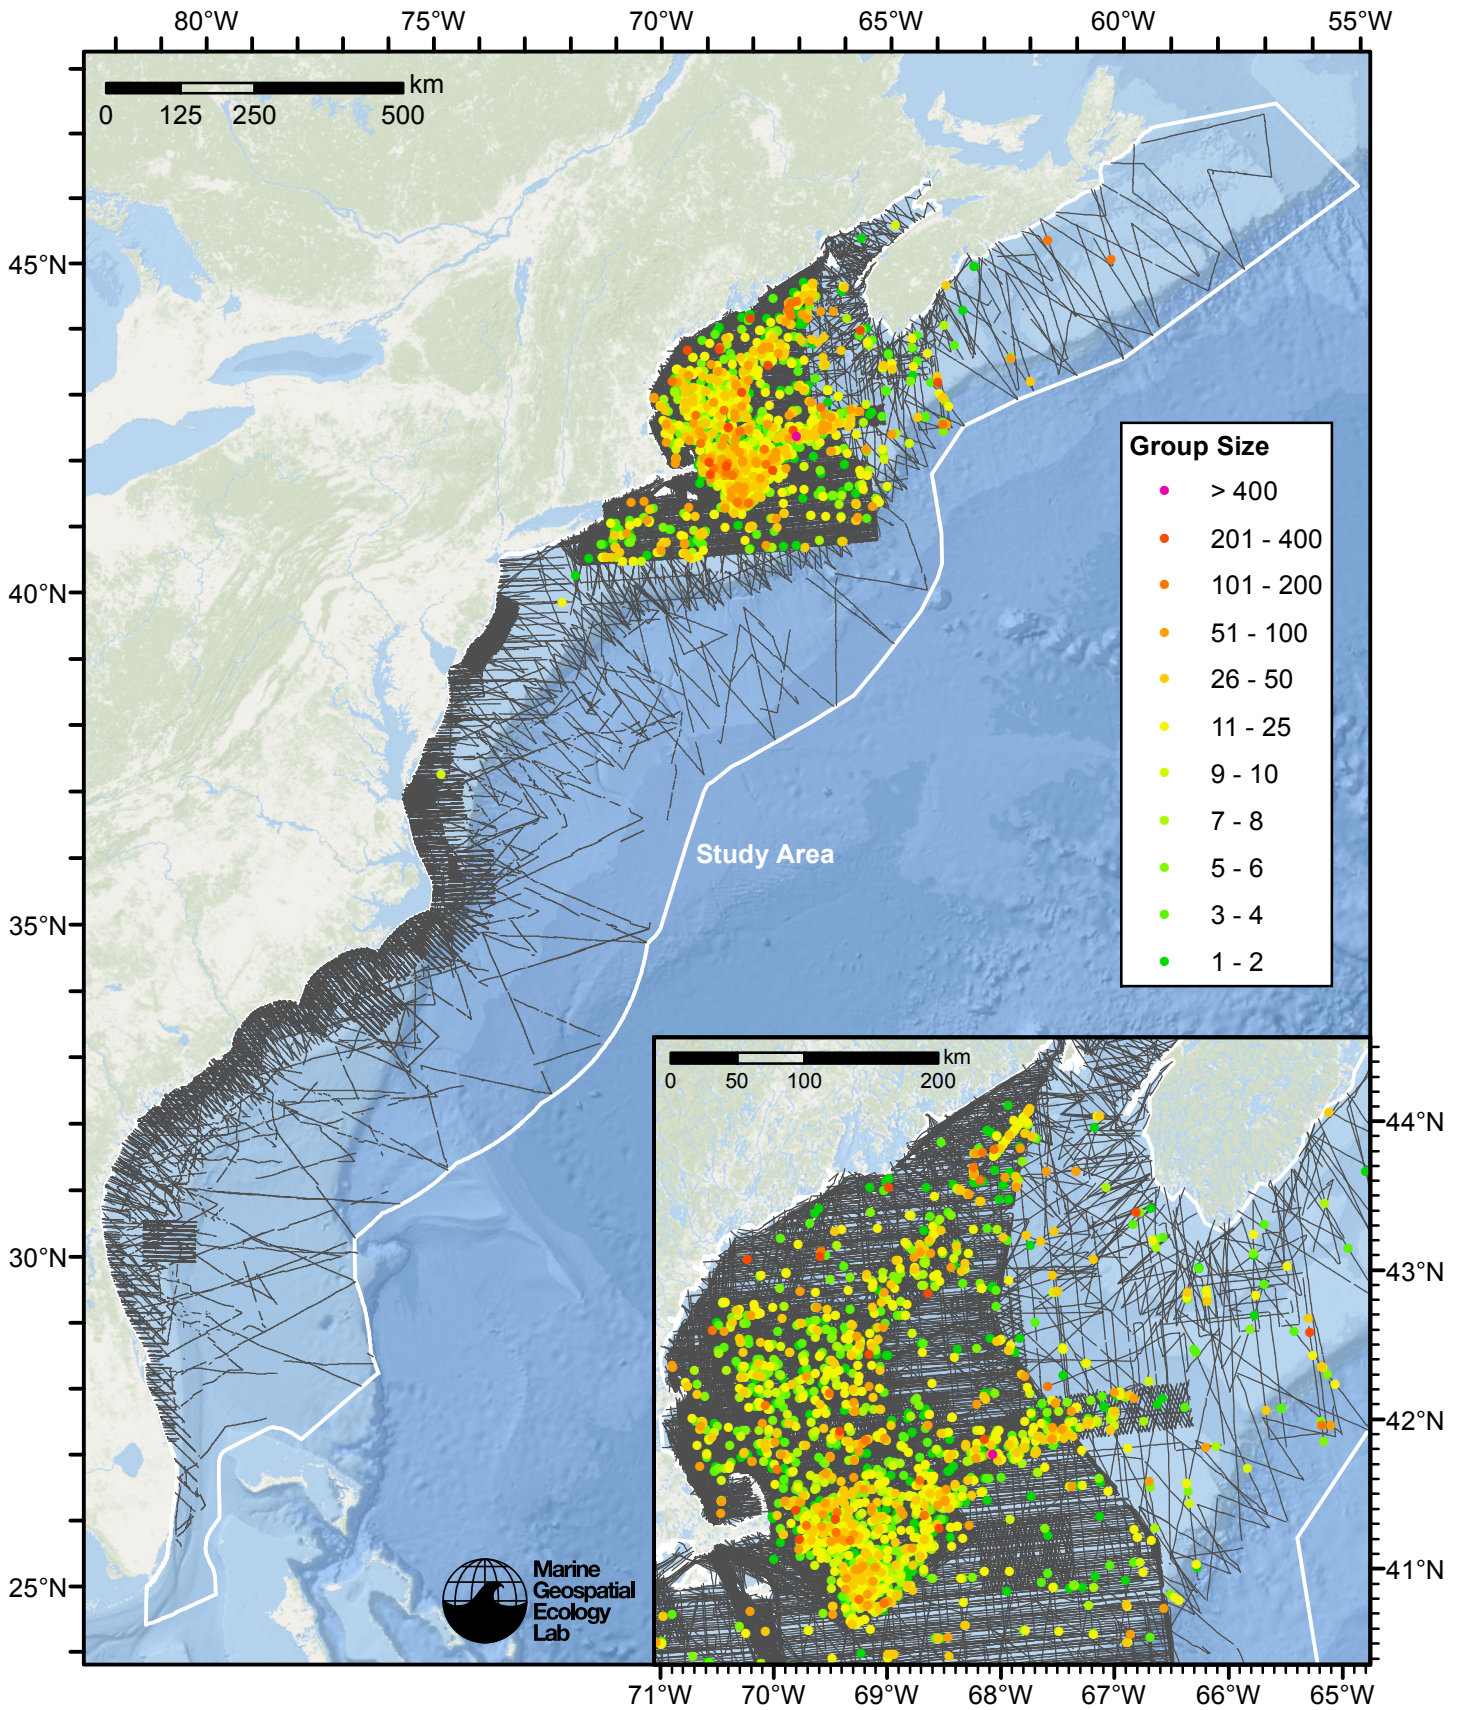 80°W 75°W 70°W 65°W 60°W 55°W
km
0 125 250 500
45°N
40°N
35°N
30°N
25°N
Group Size
> 400
201 - 400
101 - 200
51 - 100
26 - 50
11 - 25
9 - 10
7 - 8
5 - 6
3 - 4
1 - 2
Study Area
km
0 50 100 200
44°N
43°N
42°N
41°N
71°W 70°W 69°W 68°W 67°W 66°W 65°W
Marine
Geospatial
Ecology
Lab